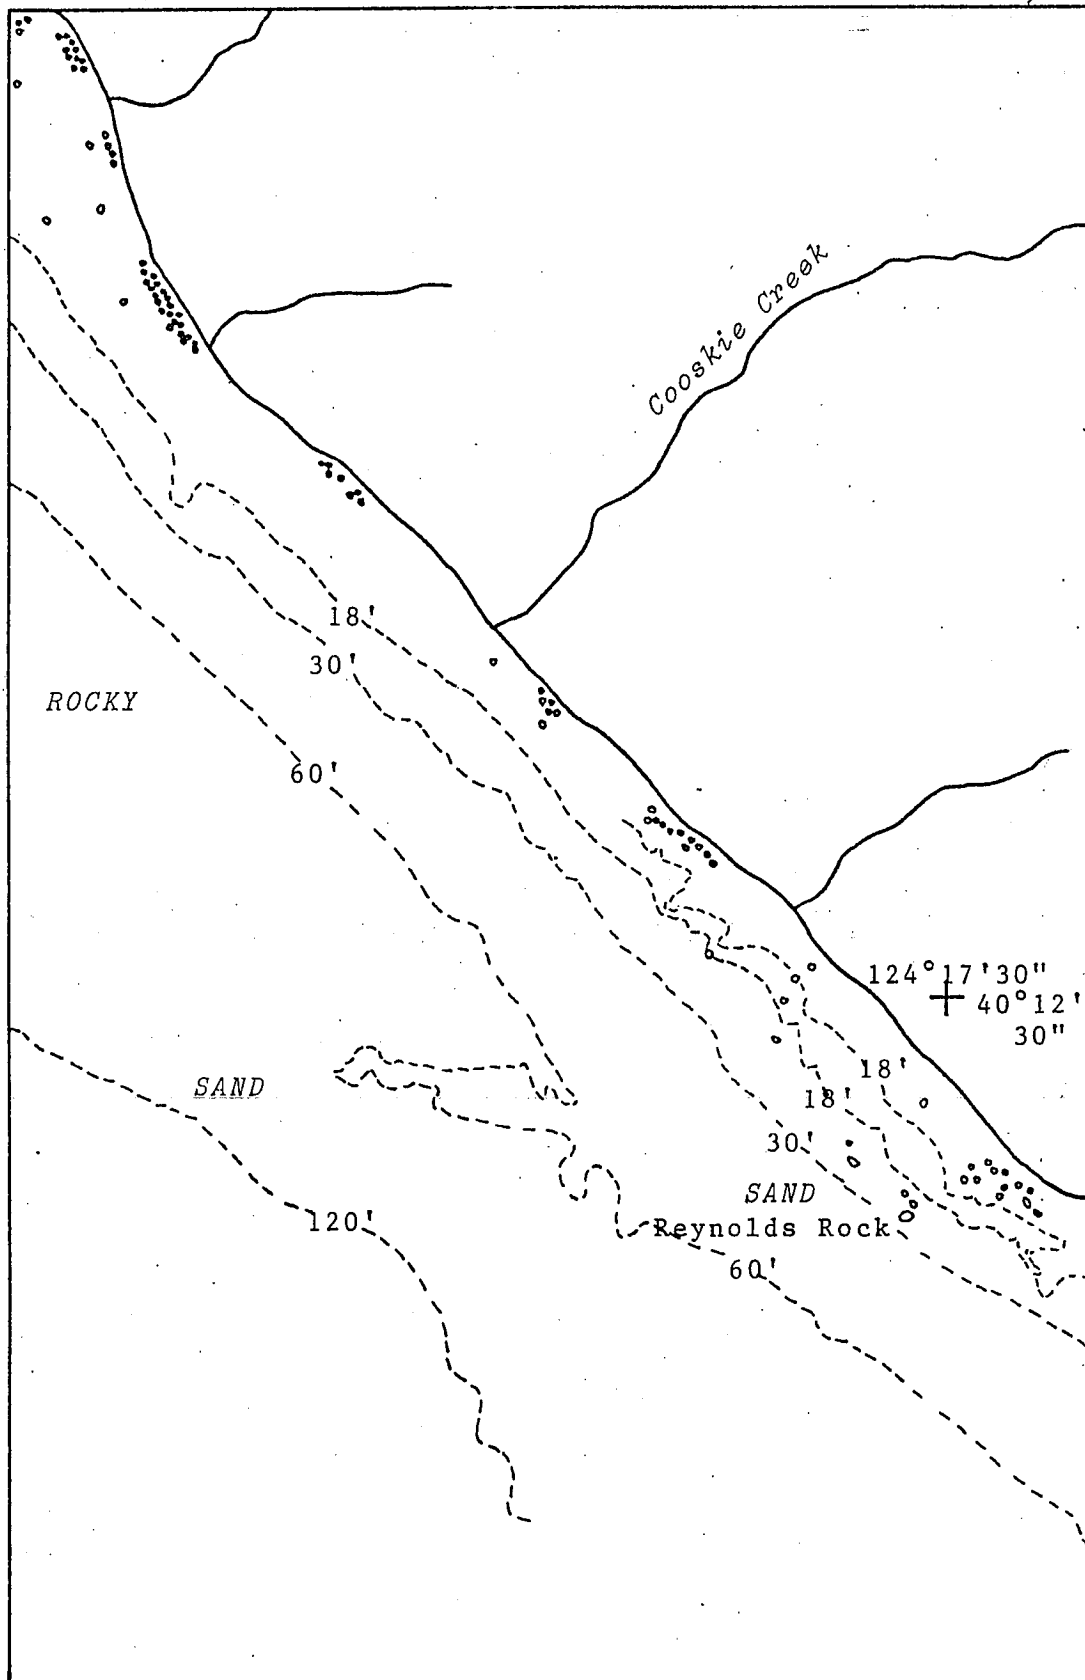 Cooskie Creek
18'
30'
ROCKY
60'
124°17'30"
40°12'
30"
18'
SAND
18'
30'
SAND
120'
Reynolds Rock
60'